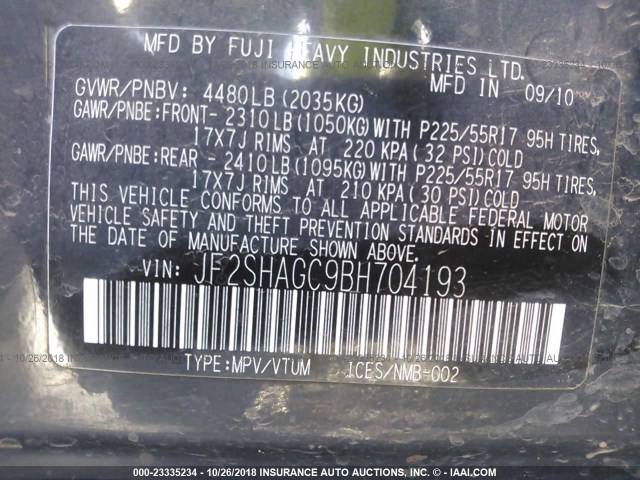 MFD BY FUJI HEAVY INDUSTRIES LTD.
MFD IN 09/10
GVWR/PNBV: 4480LB (2035KG)
GAWR/PNBE:FRONT- 2310LB(1050KG)WITH P225/55R17 95H TIRES,
17X7J RIMS AT 220 KPA(32 PSI)COLD
GAWR/PNBE:REAR - 2410LB(1095KG)WITH P225/55R17 95H TIRES,
17X7J RIMS AT 210 KPA(30 PSI)COLD
THIS VEHICLE CONFORMS TO ALL APPLICABLE FEDERAL MOTOR
VEHICLE SAFETY AND THEFT PREVENTION STANDARDS IN EFFECT ON
THE DATE OF MANUFACTURE SHOWN ABOVE.
VIN: JF2SHAGC9BH704193
TYPE:MPV/VTUM ICES/NMB-002
000-23335234 - 10/26/2018 INSURANCE AUTO AUCTIONS, INC. - IAAI.COM